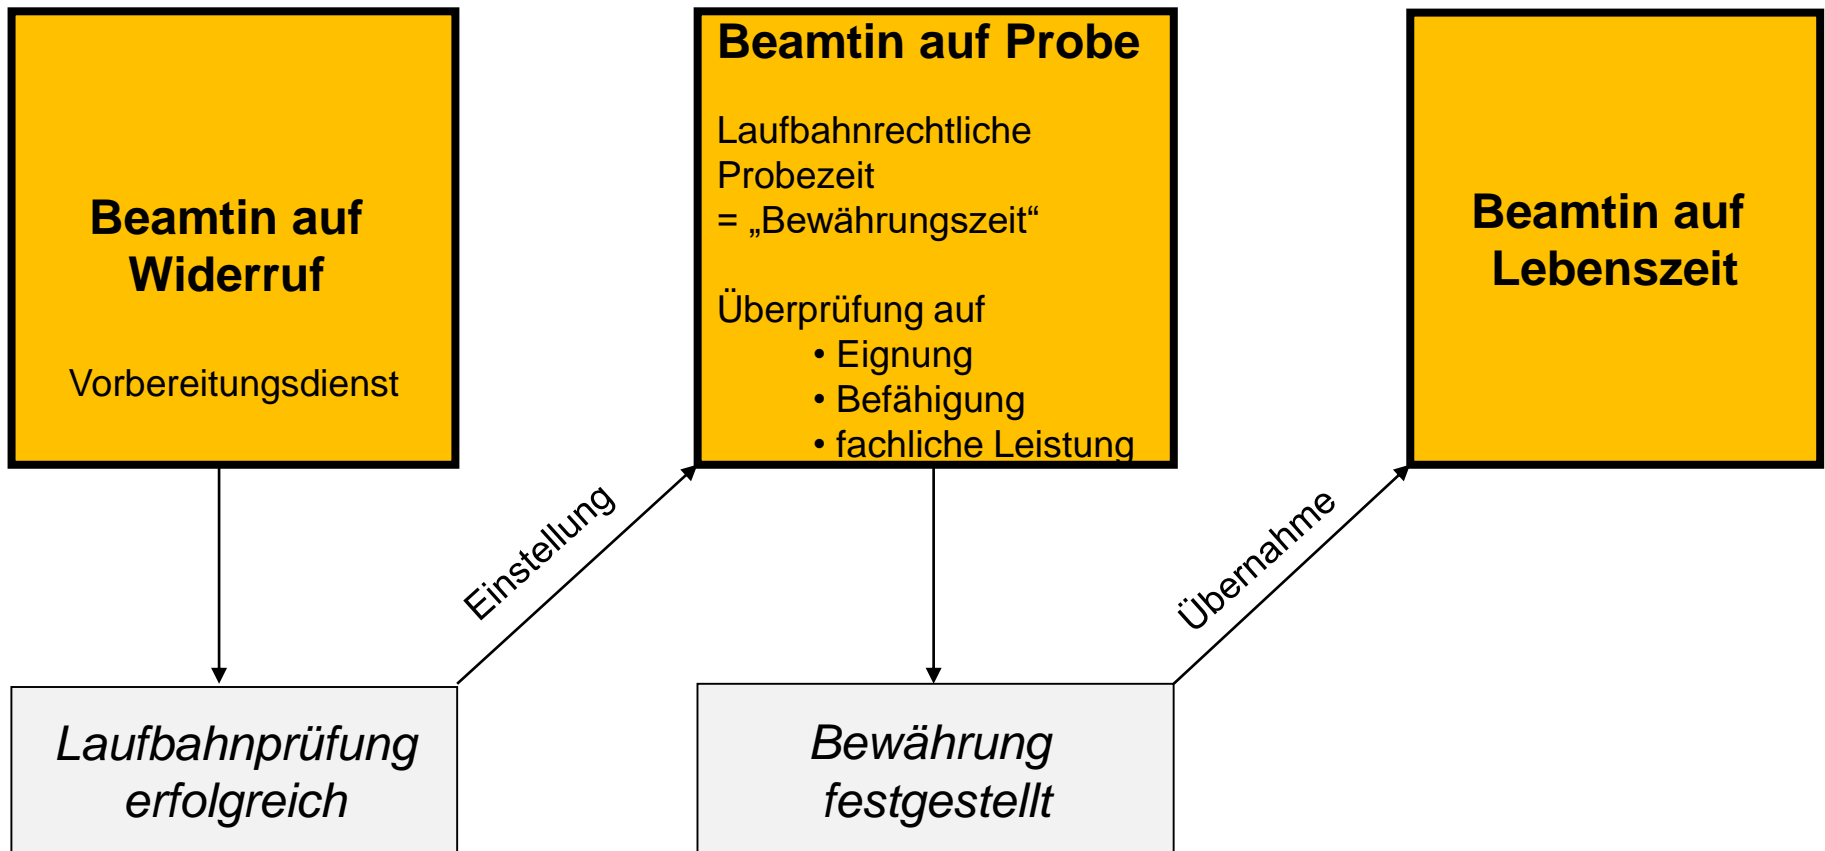 Beamtin auf
Widerruf
Vorbereitungsdienst
Laufbahnprüfung
erfolgreich
Einstellung
Beamtin auf Probe
Laufbahnrechtliche
Probezeit
= „Bewährungszeit“
Überprüfung auf
• Eignung
• Befähigung
• fachliche Leistung
Bewährung
festgestellt
Übernahme
Beamtin auf
Lebenszeit